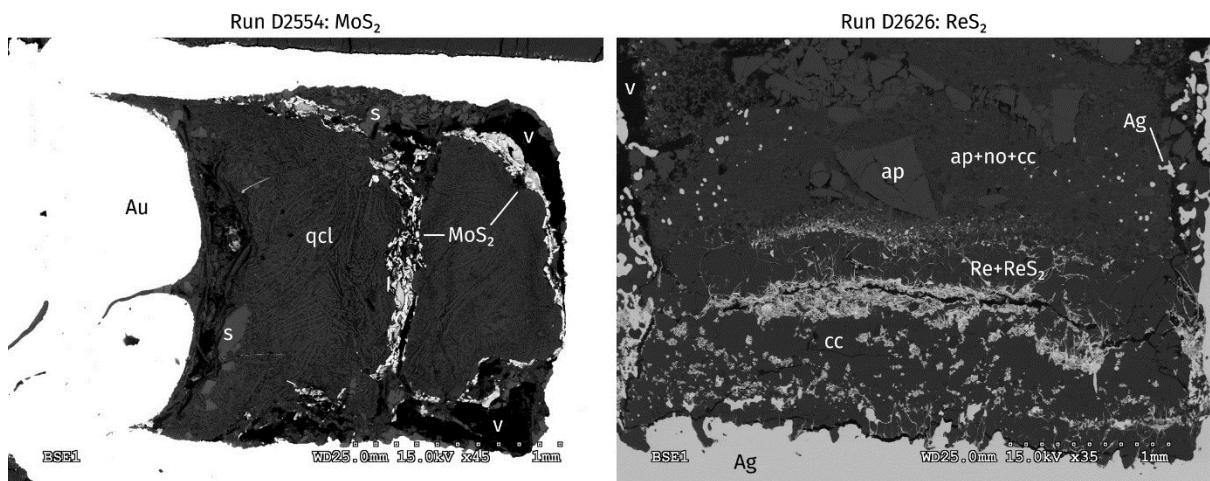 Run D2554: MoS₂
Run D2626: ReS₂
s
v
Au
qcl
MoS₂
s
v
BSE1
WD25.0mm 15.0kV x45 1mm
v
Ag
ap
ap+no+cc
Re+ReS₂
cc
BSE1
WD25.0mm 15.0kV x35 1mm
Ag